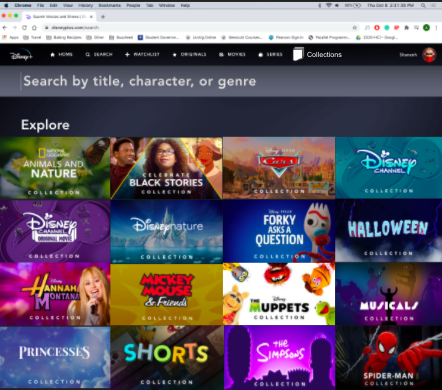 Chrome File Edit View History Bookmarks People Tab Window Help
disneyplus.com/search
Disney+ HOME SEARCH WATCHLIST ORIGINALS MOVIES SERIES Collections
Search by title, character, or genre
Explore
NATIONAL GEOGRAPHIC
ANIMALS AND
NATURE
COLLECTION
CELEBRATE
BLACK STORIES
COLLECTION
DISNEY PIXAR
Cars
COLLECTION
Disney
CHANNEL
COLLECTION
Disney
CHANNEL
ORIGINAL MOVIE
COLLECTION
Disneynature
COLLECTION
FORKY
ASKS A
QUESTION
COLLECTION
HALLOWEEN
COLLECTION
Disney
HANNAH
MONTANA
COLLECTION
MICKEY
MOUSE
& Friends
COLLECTION
Disney
THE
MUPPETS
COLLECTION
MUSICALS
COLLECTION
PRINCESSES
COLLECTION
SHORTS
COLLECTION
THE
SIMPSONS
COLLECTION
SPIDER-MAN
COLLECTION